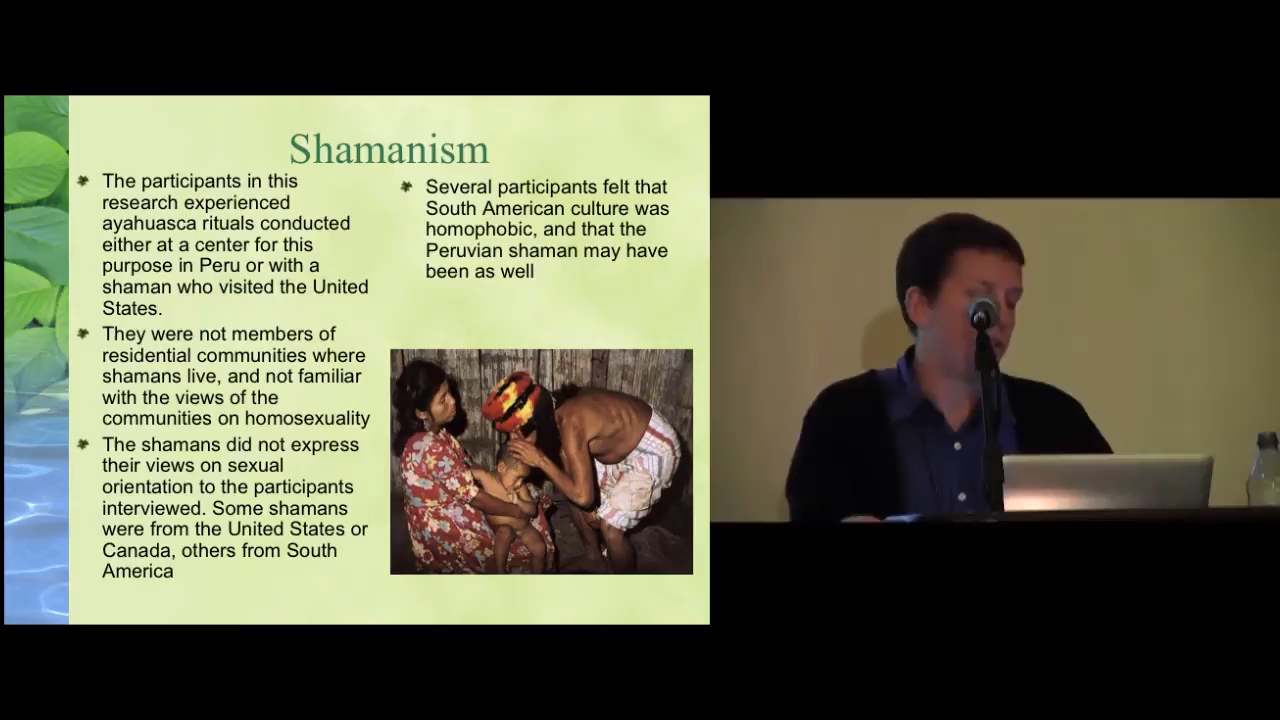 Shamanism
The participants in this
research experienced
ayahuasca rituals conducted
either at a center for this
purpose in Peru or with a
shaman who visited the United
States.
They were not members of
residential communities where
shamans live, and not familiar
with the views of the
communities on homosexuality
The shamans did not express
their views on sexual
orientation to the participants
interviewed. Some shamans
were from the United States or
Canada, others from South
America
Several participants felt that
South American culture was
homophobic, and that the
Peruvian shaman may have
been as well